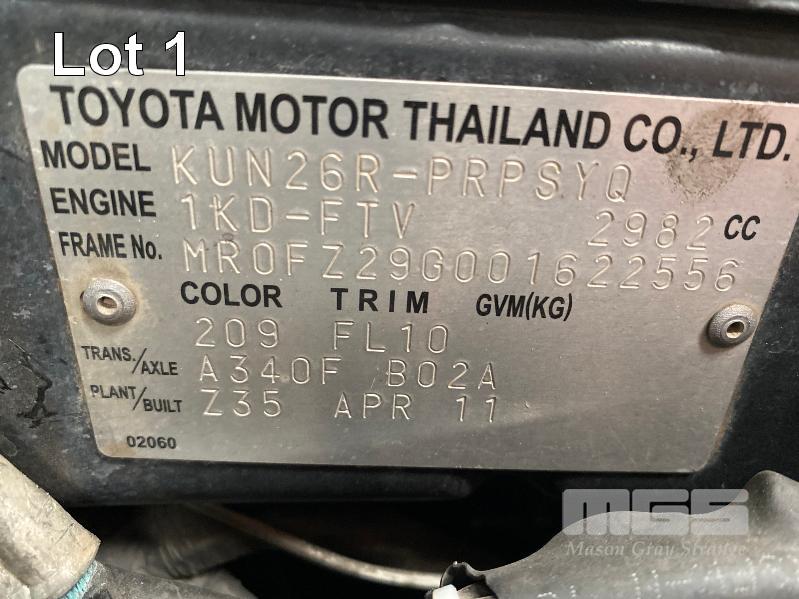 Lot 1
TOYOTA MOTOR THAILAND CO., LTD.
MODEL KUN26R-PRPSYQ
ENGINE 1KD-FTV 2982 CC
FRAME No. MR0FZ29G001622556
COLOR TRIM GVM(KG)
209 FL10
TRANS./AXLE A340F B02A
PLANT/BUILT Z35 APR 11
02060
MGS
Mason Gray Strange